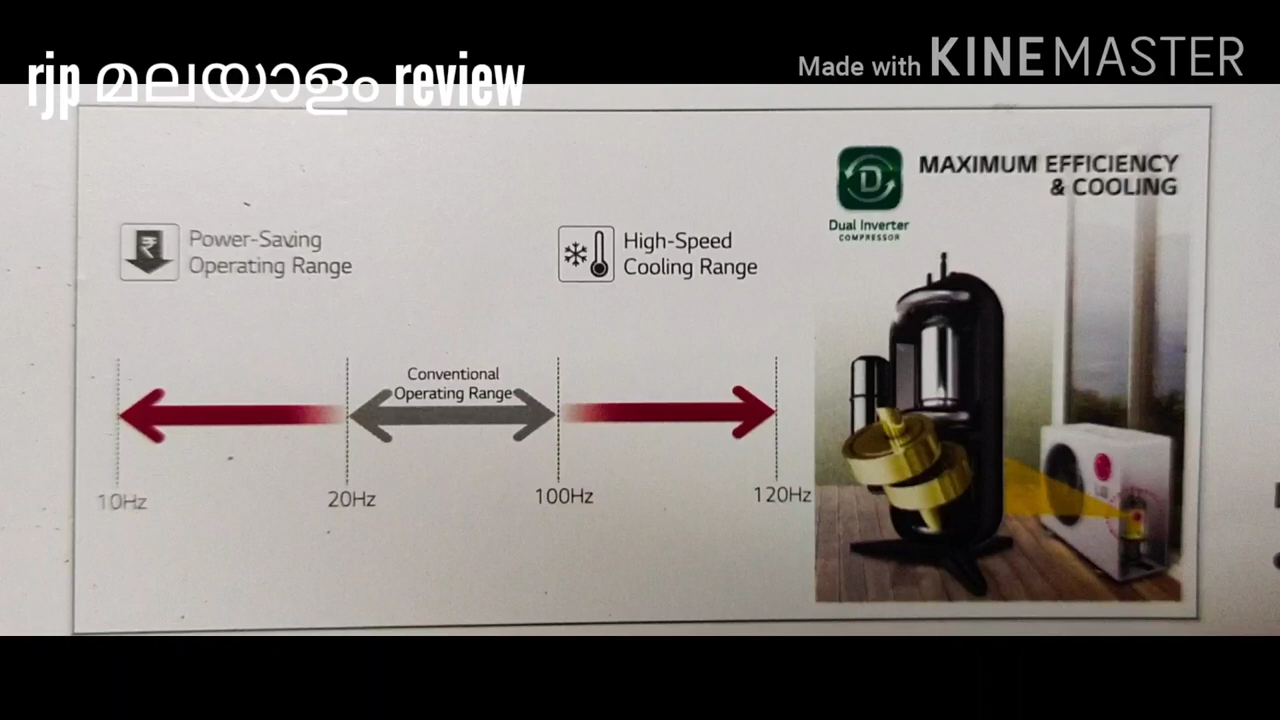 rjp മലയാളം review
Made with KINEMASTER
MAXIMUM EFFICIENCY
& COOLING
D
Dual Inverter
COMPRESSOR
Power-Saving
Operating Range
High-Speed
Cooling Range
Conventional
Operating Range
10Hz
20Hz
100Hz
120Hz